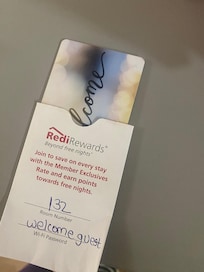 lcome
RediRewards®
Beyond free nights™
Join to save on every stay
with the Member Exclusives
Rate and earn points
towards free nights.
132
Room Number
welcome guest
Wi-Fi Password